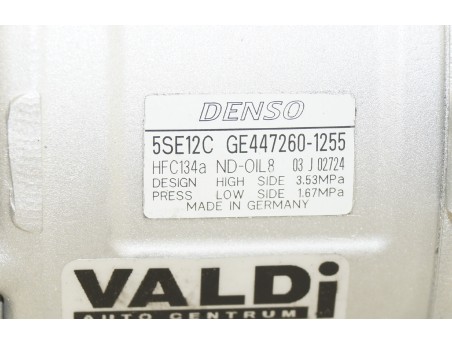 DENSO
5SE12C GE447260-1255
HFC134a ND-OIL8 03 J 02724
DESIGN HIGH SIDE 3.53MPa
PRESS LOW SIDE 1.67MPa
MADE IN GERMANY
VALDi
AUTO CENTRUM